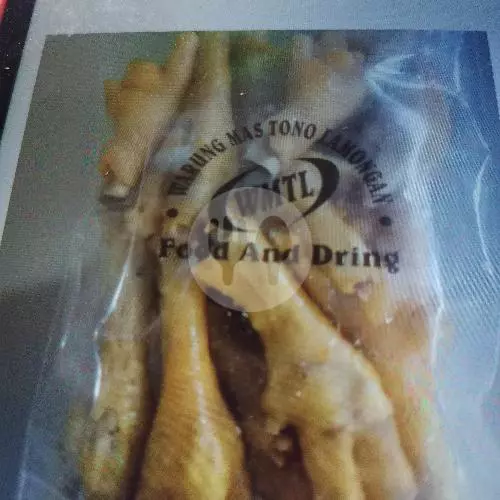 WARUNG MAS TONO LAMONGAN
WMTL
Food And Dring